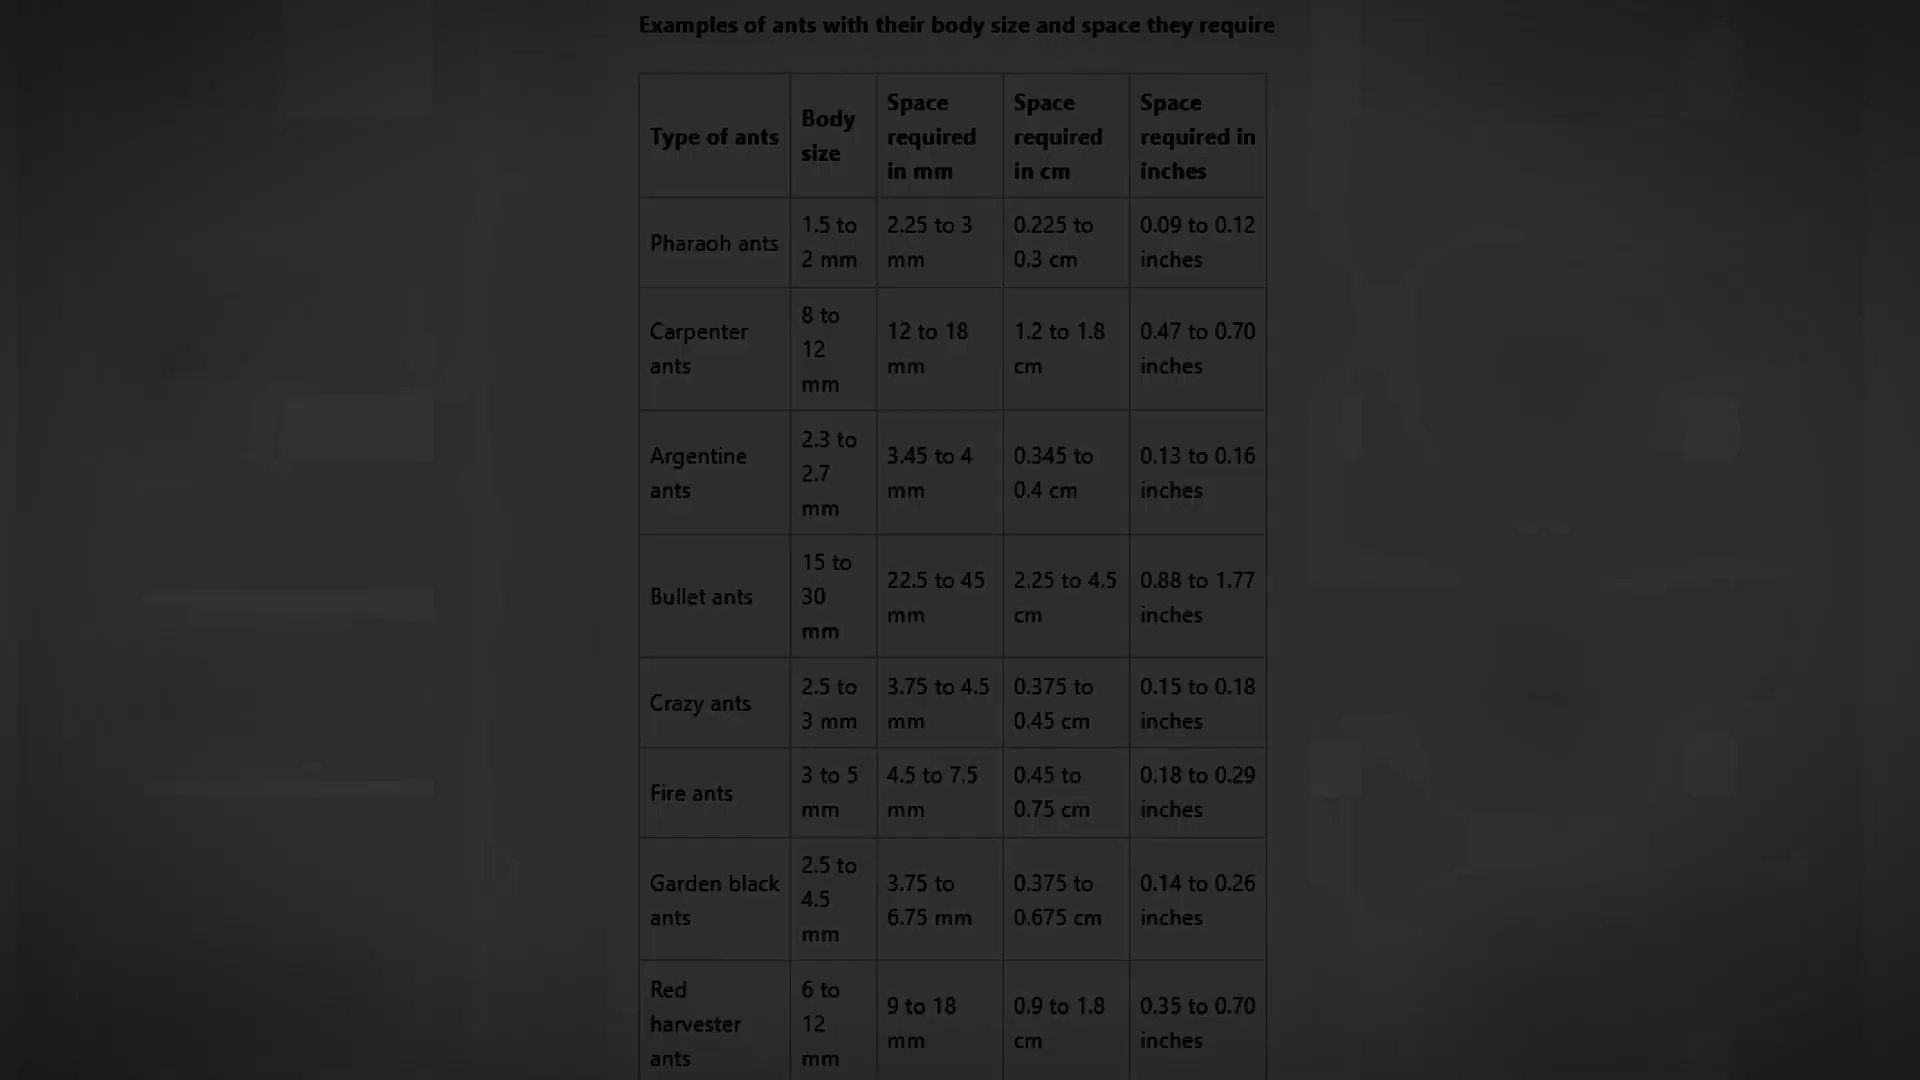 Examples of ants with their body size and space they require
Type of ants
Body
size
Space
required
in mm
Space
required
in cm
Space
required in
inches
Pharaoh ants
1.5 to
2 mm
2.25 to 3
mm
0.225 to
0.3 cm
0.09 to 0.12
inches
Carpenter
ants
8 to
12
mm
12 to 18
mm
1.2 to 1.8
cm
0.47 to 0.70
inches
Argentine
ants
2.3 to
2.7
mm
3.45 to 4
mm
0.345 to
0.4 cm
0.13 to 0.16
inches
Bullet ants
15 to
30
mm
22.5 to 45
mm
2.25 to 4.5
cm
0.88 to 1.77
inches
Crazy ants
2.5 to
3 mm
3.75 to 4.5
mm
0.375 to
0.45 cm
0.15 to 0.18
inches
Fire ants
3 to 5
mm
4.5 to 7.5
mm
0.45 to
0.75 cm
0.18 to 0.29
inches
Garden black
ants
2.5 to
4.5
mm
3.75 to
6.75 mm
0.375 to
0.675 cm
0.14 to 0.26
inches
Red
harvester
ants
6 to
12
mm
9 to 18
mm
0.9 to 1.8
cm
0.35 to 0.70
inches